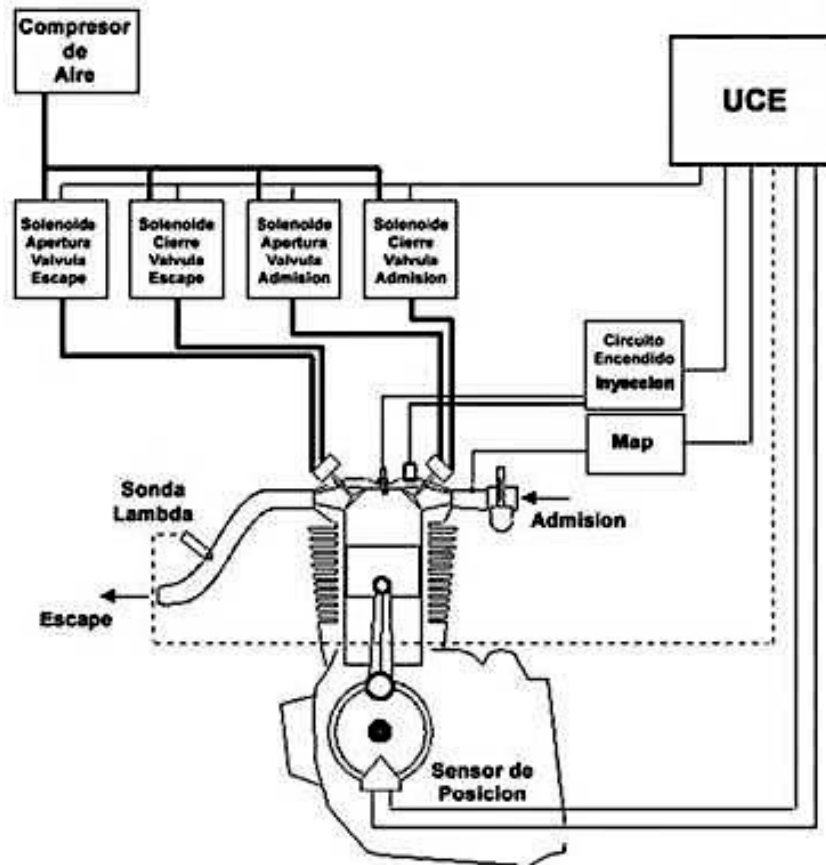 Compresor
de
Aire
UCE
Solenoide
Apertura
Valvula
Escape
Solenoide
Cierre
Valvula
Escape
Solenoide
Apertura
Valvula
Admision
Solenoide
Cierre
Valvula
Admision
Circuito
Encendido
Inyeccion
Map
Sonda
Lambda
Admision
Escape
Sensor de
Posicion